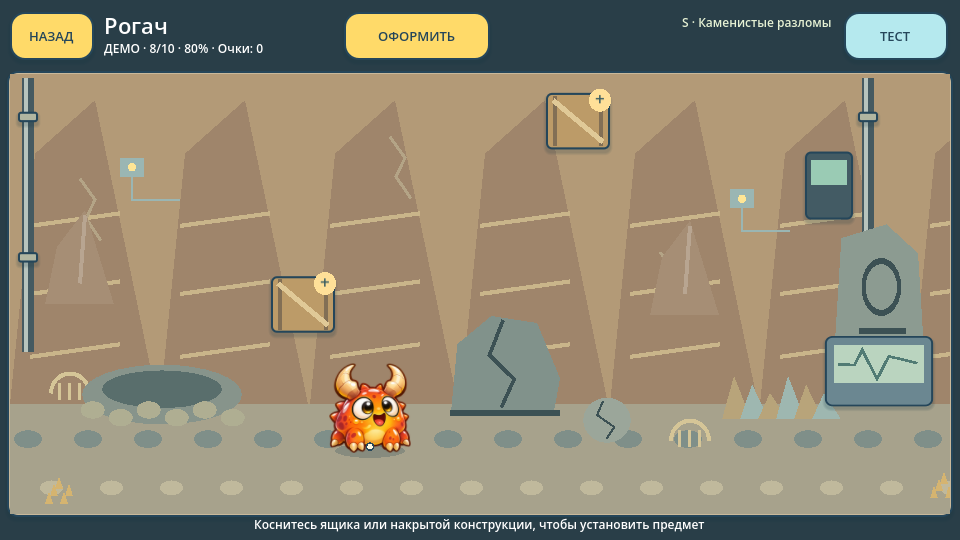 НАЗАД
Рогач
ДЕМО · 8/10 · 80% · Очки: 0
ОФОРМИТЬ
S · Каменистые разломы
ТЕСТ
+
+
Коснитесь ящика или накрытой конструкции, чтобы установить предмет